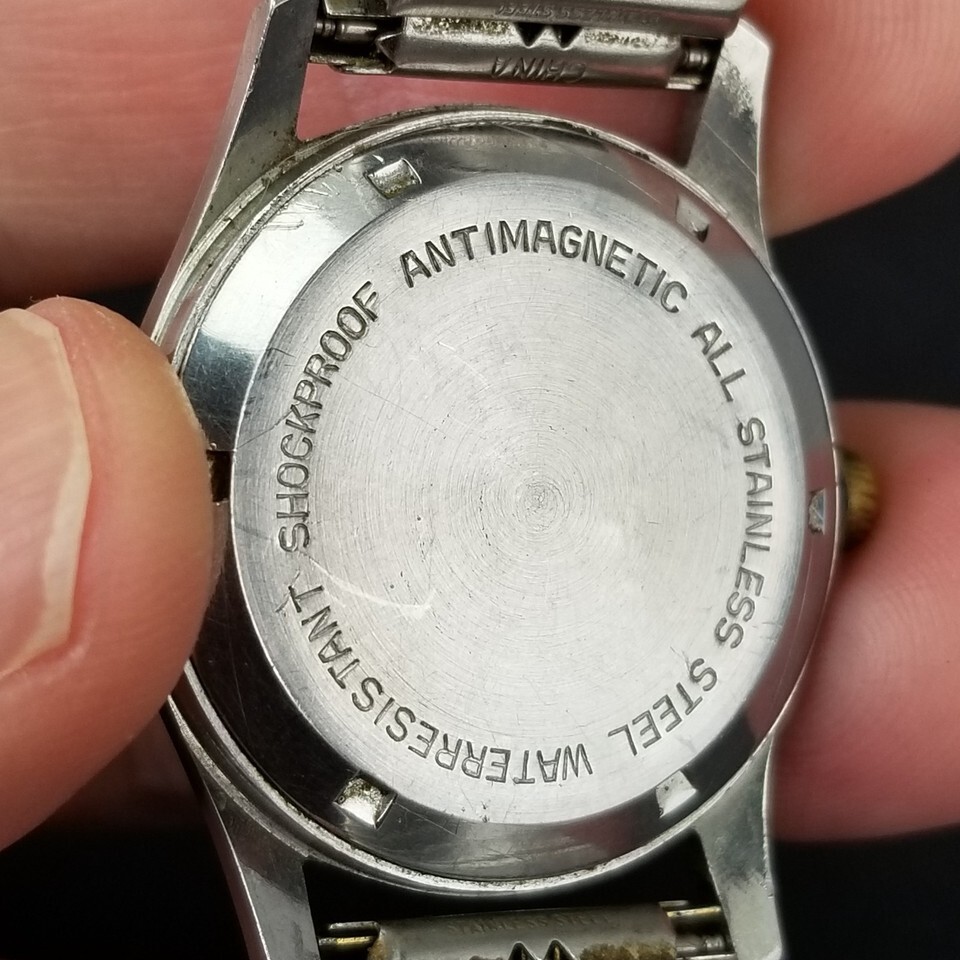 CHINA
ANTIMAGNETIC ALL STAINLESS STEEL WATERRESISTANT SHOCKPROOF